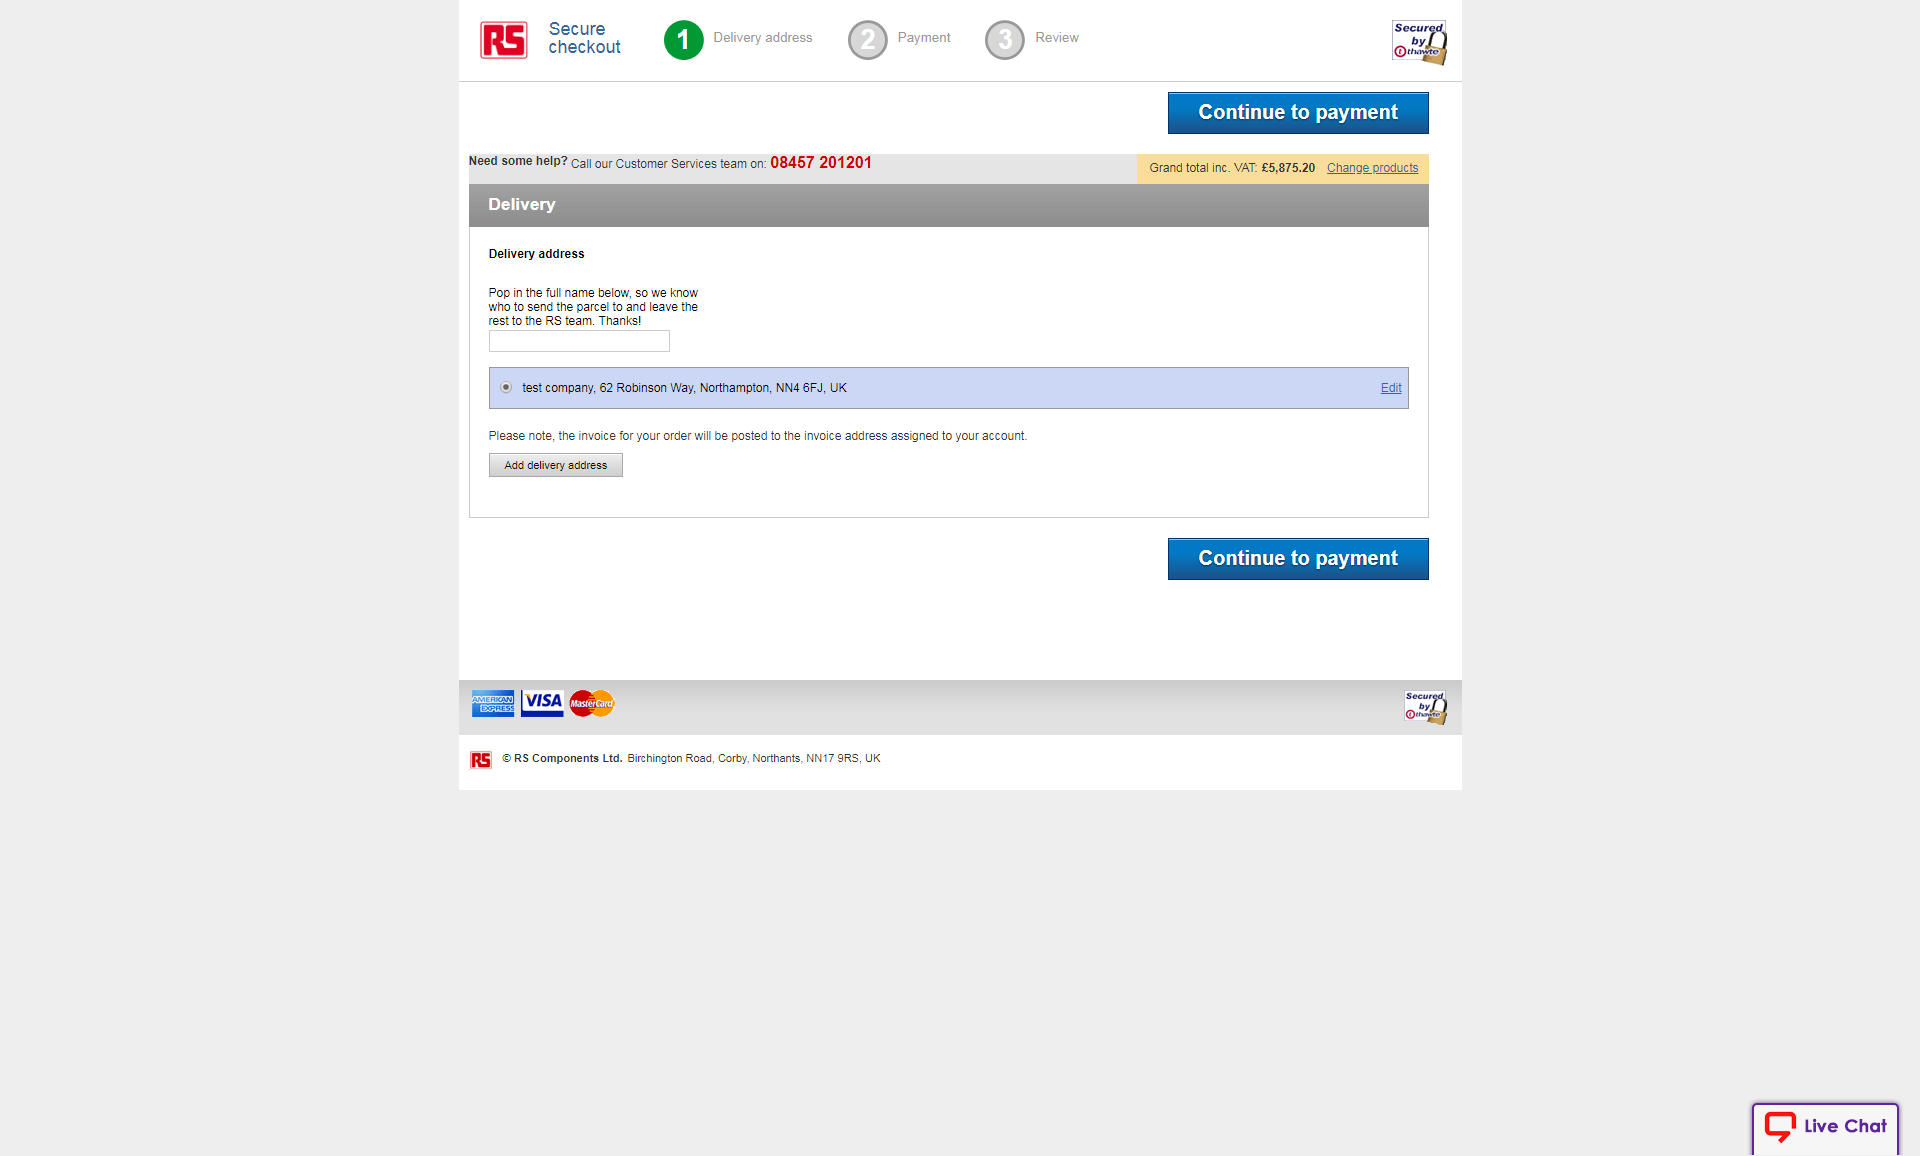 RS
Secure
checkout
1 Delivery address
2 Payment
3 Review
Secured
by
thawte
Continue to payment
Need some help? Call our Customer Services team on: 08457 201201
Grand total inc. VAT: £5,875.20 Change products
Delivery
Delivery address
Pop in the full name below, so we know
who to send the parcel to and leave the
rest to the RS team. Thanks!
test company, 62 Robinson Way, Northampton, NN4 6FJ, UK
Edit
Please note, the invoice for your order will be posted to the invoice address assigned to your account.
Add delivery address
Continue to payment
AMERICAN
EXPRESS
VISA
MasterCard
Secured
by
thawte
RS
© RS Components Ltd. Birchington Road, Corby, Northants, NN17 9RS, UK
Live Chat